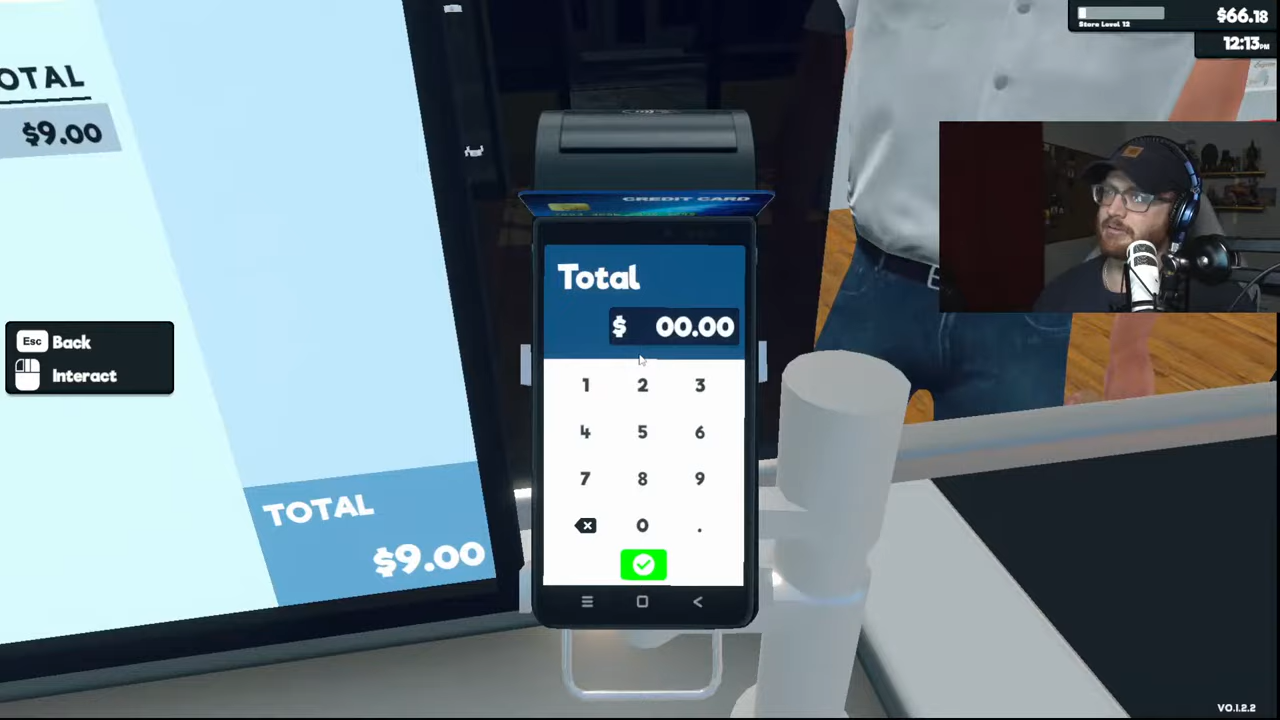 $66.18
Store Level 12
12:13PM
OTAL
$9.00
CREDIT CARD
Total
$ 00.00
1 2 3
4 5 6
7 8 9
0 .
Esc Back
Interact
TOTAL
$9.00
V0.1.2.2